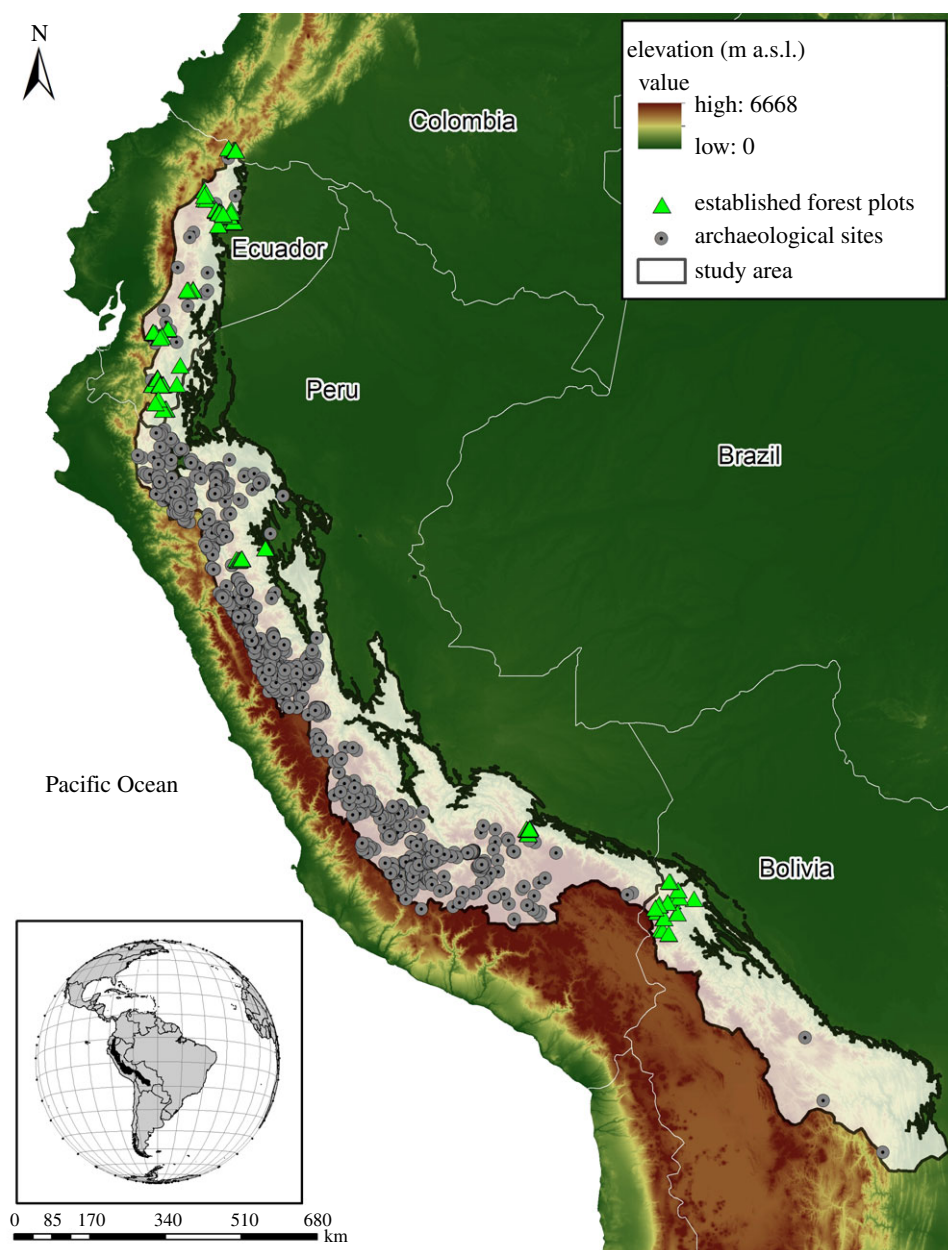 N
elevation (m a.s.l.)
value
high: 6668
low: 0
established forest plots
archaeological sites
study area
Colombia
Ecuador
Peru
Brazil
Pacific Ocean
Bolivia
0 85 170 340 510 680
km